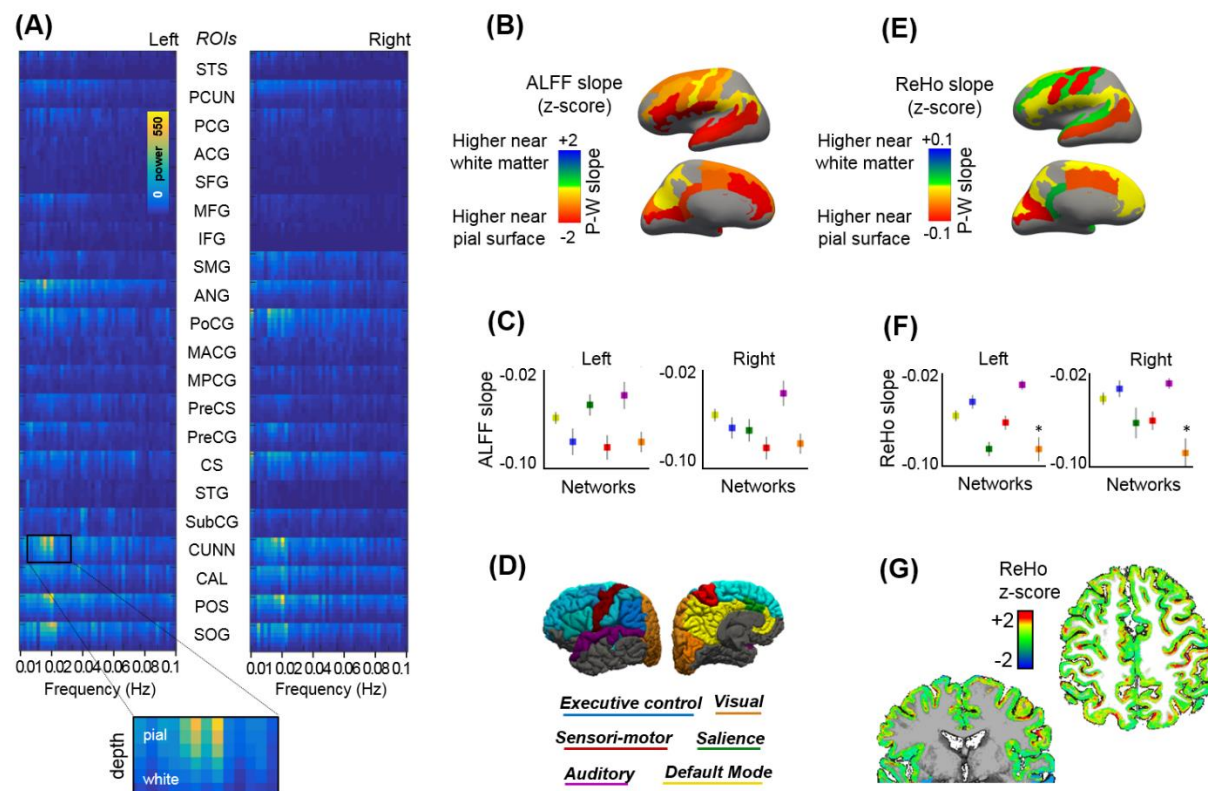 (A)
Left
ROIs
Right
STS
PCUN
PCG
ACG
SFG
MFG
IFG
SMG
ANG
PoCG
MACG
MPCG
PreCS
PreCG
CS
STG
SubCG
CUNN
CAL
POS
SOG
0 power 550
0.01 0.02 0.04 0.06 0.08 0.1
Frequency (Hz)
0.01 0.02 0.04 0.06 0.08 0.1
Frequency (Hz)
depth
pial
white
(B)
ALFF slope
(z-score)
Higher near
white matter
+2
Higher near
pial surface
-2
P-W slope
(C)
Left
Right
-0.02
-0.10
ALFF slope
Networks
-0.02
-0.10
Networks
(D)
Executive control
Visual
Sensori-motor
Salience
Auditory
Default Mode
(E)
ReHo slope
(z-score)
Higher near
white matter
+0.1
Higher near
pial surface
-0.1
P-W slope
(F)
Left
Right
-0.02
-0.10
ReHo slope
*
Networks
-0.02
-0.10
*
Networks
(G)
ReHo
z-score
+2
-2